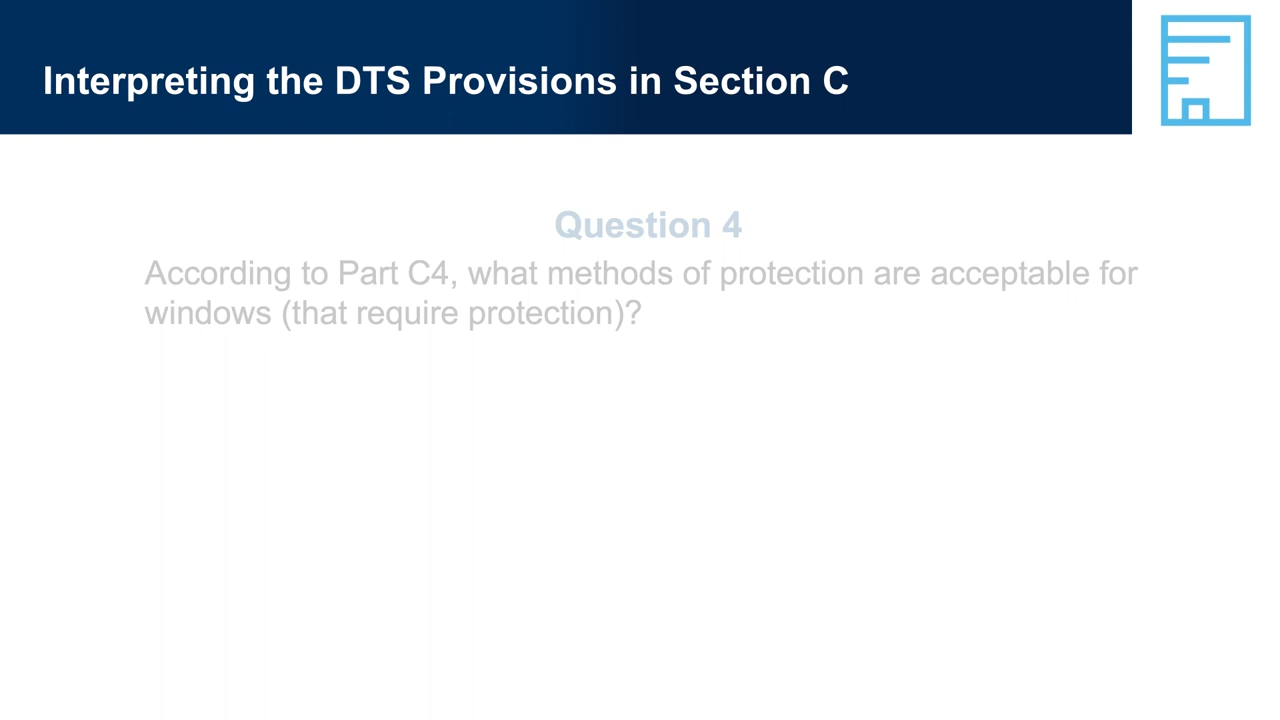 Interpreting the DTS Provisions in Section C
Question 4
According to Part C4, what methods of protection are acceptable for
windows (that require protection)?